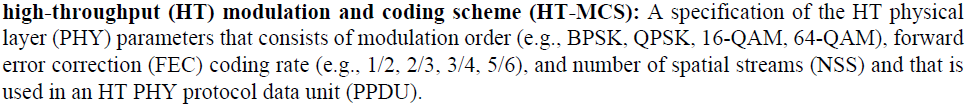 high-throughput (HT) modulation and coding scheme (HT-MCS): A specification of the HT physical
layer (PHY) parameters that consists of modulation order (e.g., BPSK, QPSK, 16-QAM, 64-QAM), forward
error correction (FEC) coding rate (e.g., 1/2, 2/3, 3/4, 5/6), and number of spatial streams (NSS) and that is
used in an HT PHY protocol data unit (PPDU).